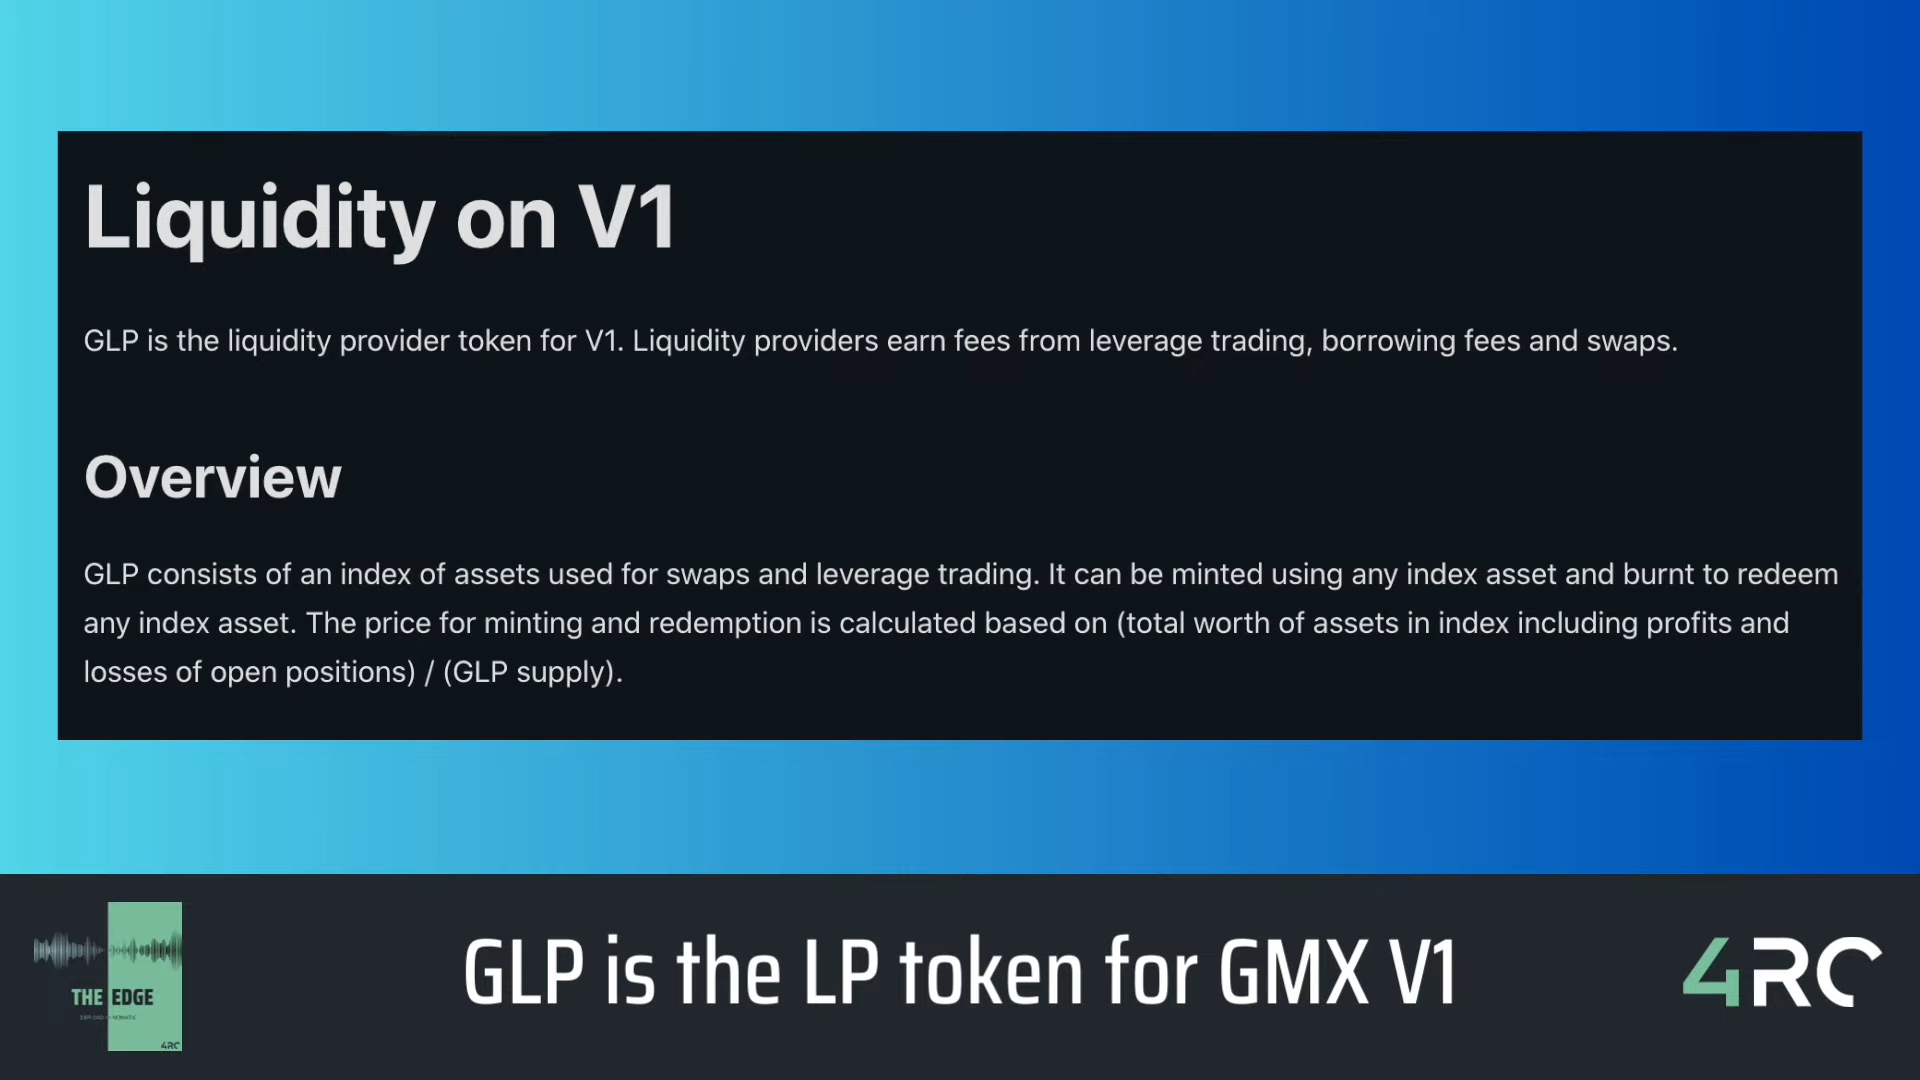 Liquidity on V1
GLP is the liquidity provider token for V1. Liquidity providers earn fees from leverage trading, borrowing fees and swaps.
Overview
GLP consists of an index of assets used for swaps and leverage trading. It can be minted using any index asset and burnt to redeem
any index asset. The price for minting and redemption is calculated based on (total worth of assets in index including profits and
losses of open positions) / (GLP supply).
THE EDGE
4RC
GLP is the LP token for GMX V1
4RC